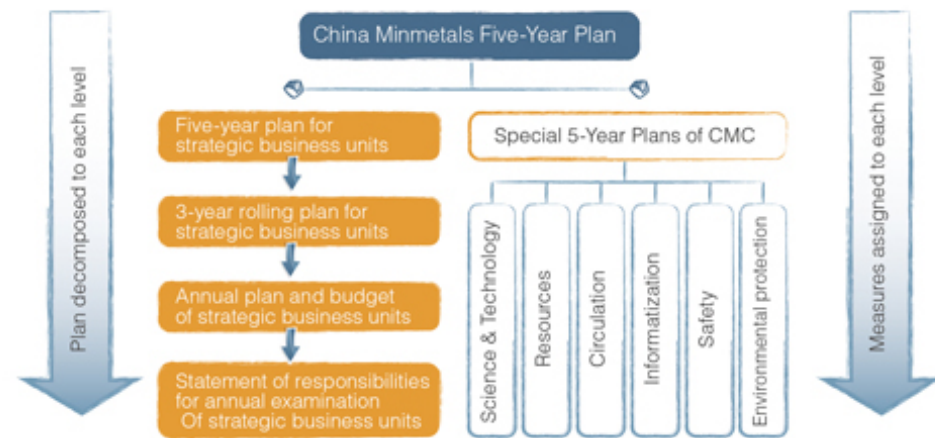 China Minmetals Five-Year Plan
Plan decomposed to each level
Five-year plan for
strategic business units
3-year rolling plan for
strategic business units
Annual plan and budget
of strategic business units
Statement of responsibilities
for annual examination
Of strategic business units
Special 5-Year Plans of CMC
Science & Technology
Resources
Circulation
Informatization
Safety
Environmental protection
Measures assigned to each level